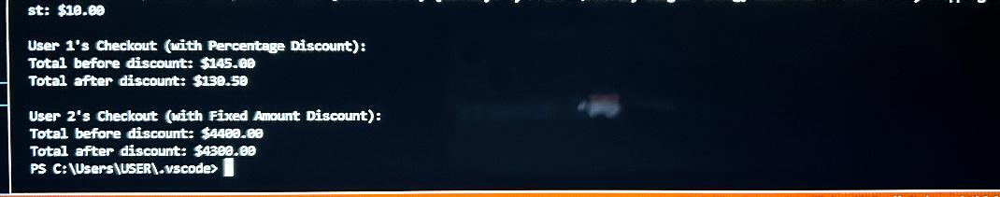 st: $10.00
User 1's Checkout (with Percentage Discount):
Total before discount: $145.00
Total after discount: $130.50
User 2's Checkout (with Fixed Amount Discount):
Total before discount: $4400.00
Total after discount: $4300.00
PS C:\Users\USER\.vscode>